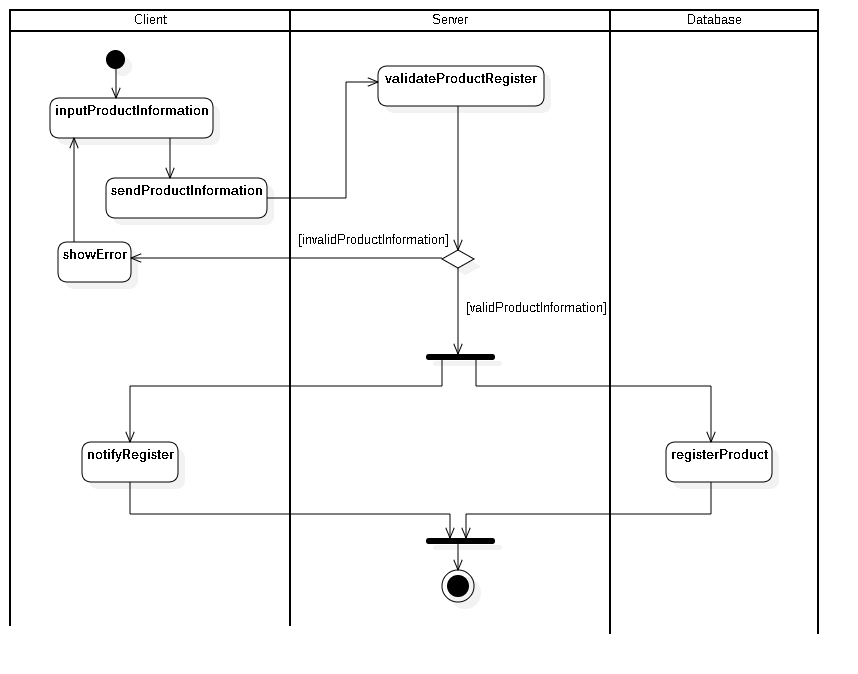 Client
Server
Database
validateProductRegister
inputProductInformation
sendProductInformation
[invalidProductInformation]
showError
[validProductInformation]
notifyRegister
registerProduct